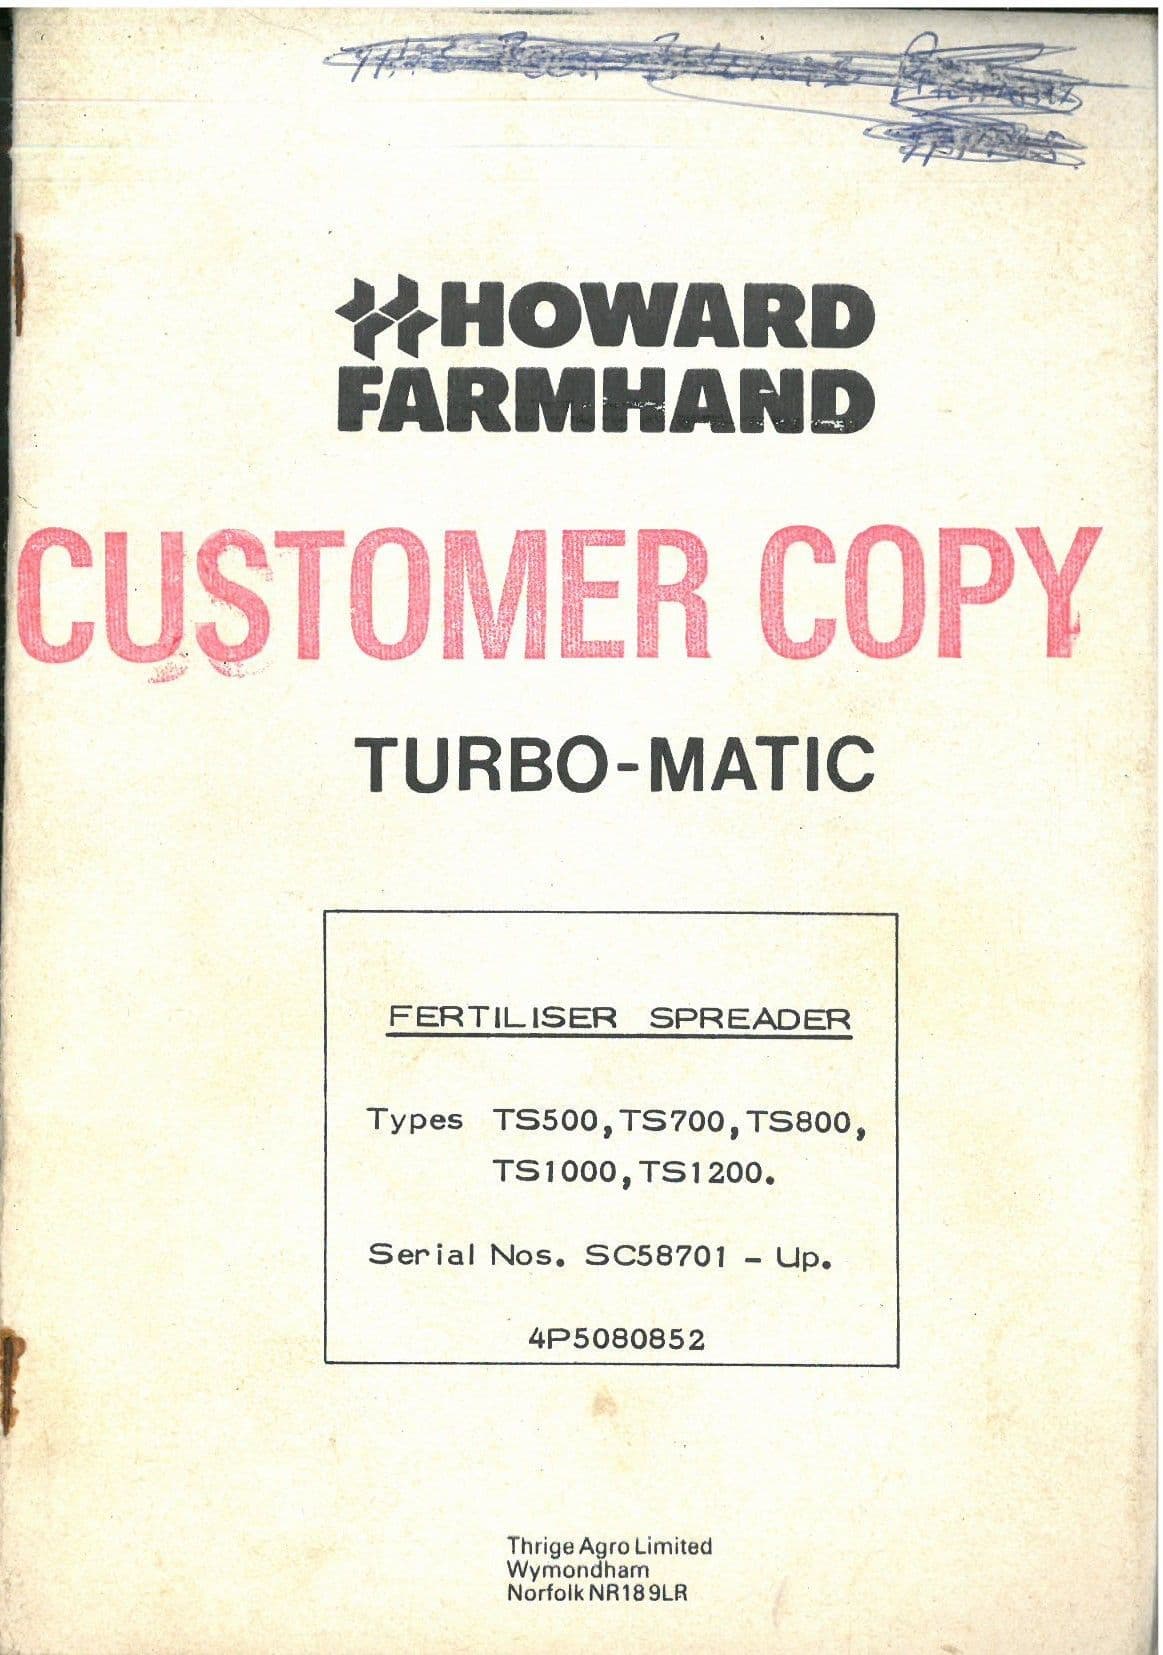 HOWARD
FARMHAND
CUSTOMER COPY
TURBO-MATIC
FERTILISER SPREADER
Types TS500, TS700, TS800,
TS1000, TS1200.
Serial Nos. SC58701 - Up.
4P5080852
Thrige Agro Limited
Wymondham
Norfolk NR18 9LR